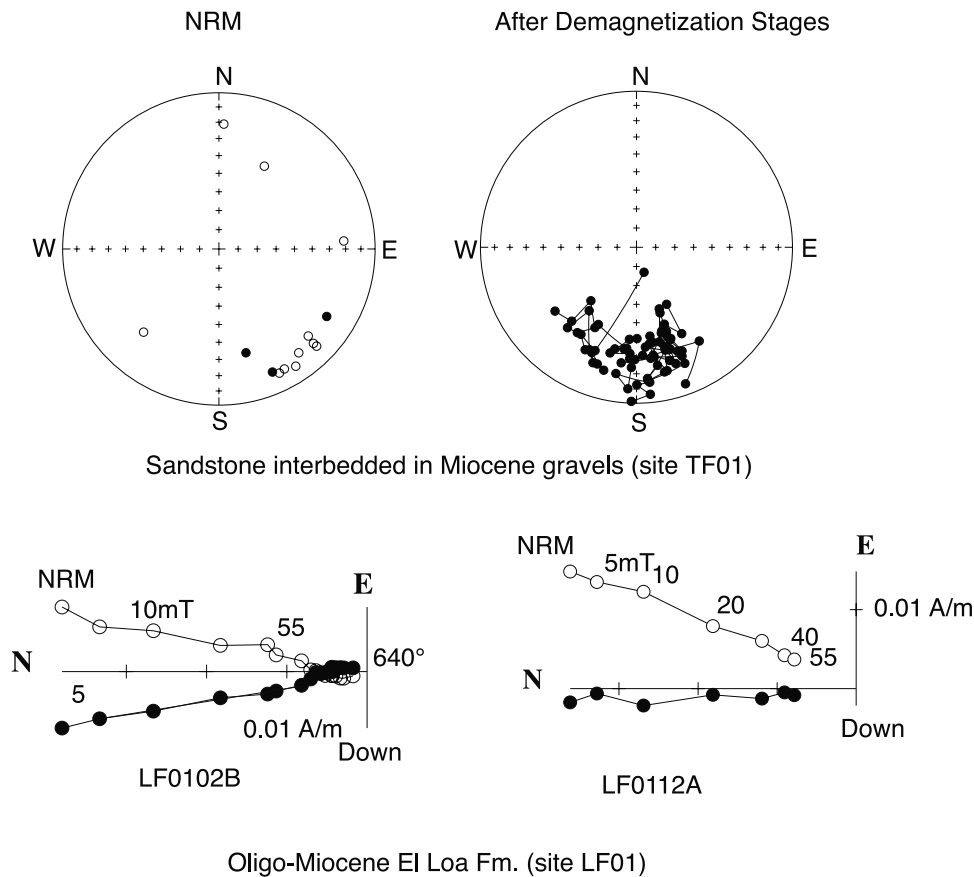 NRM
After Demagnetization Stages
N
N
W
E
W
E
S
S
Sandstone interbedded in Miocene gravels (site TF01)
NRM
10mT
55
E
N
640°
5
0.01 A/m
Down
LF0102B
NRM
5mT
10
E
20
0.01 A/m
40
55
N
Down
LF0112A
Oligo-Miocene El Loa Fm. (site LF01)